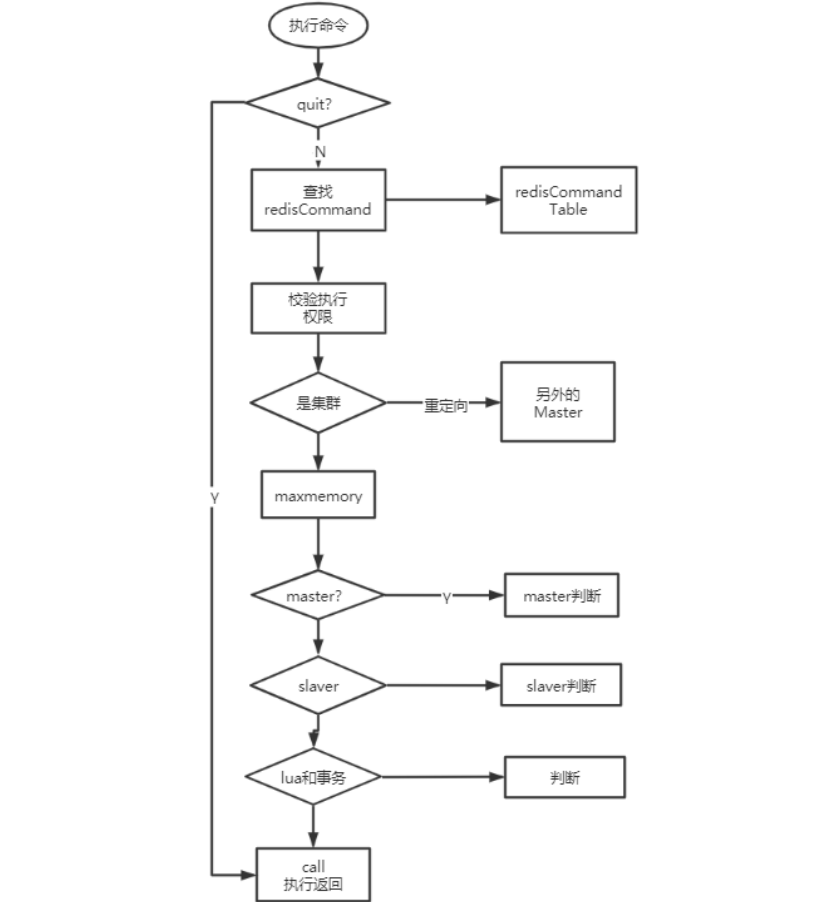 执行命令
quit?
N
查找
redisCommand
redisCommand
Table
校验执行
权限
是集群
重定向
另外的
Master
Y
maxmemory
master?
Y
master判断
slaver
slaver判断
lua和事务
判断
call
执行返回